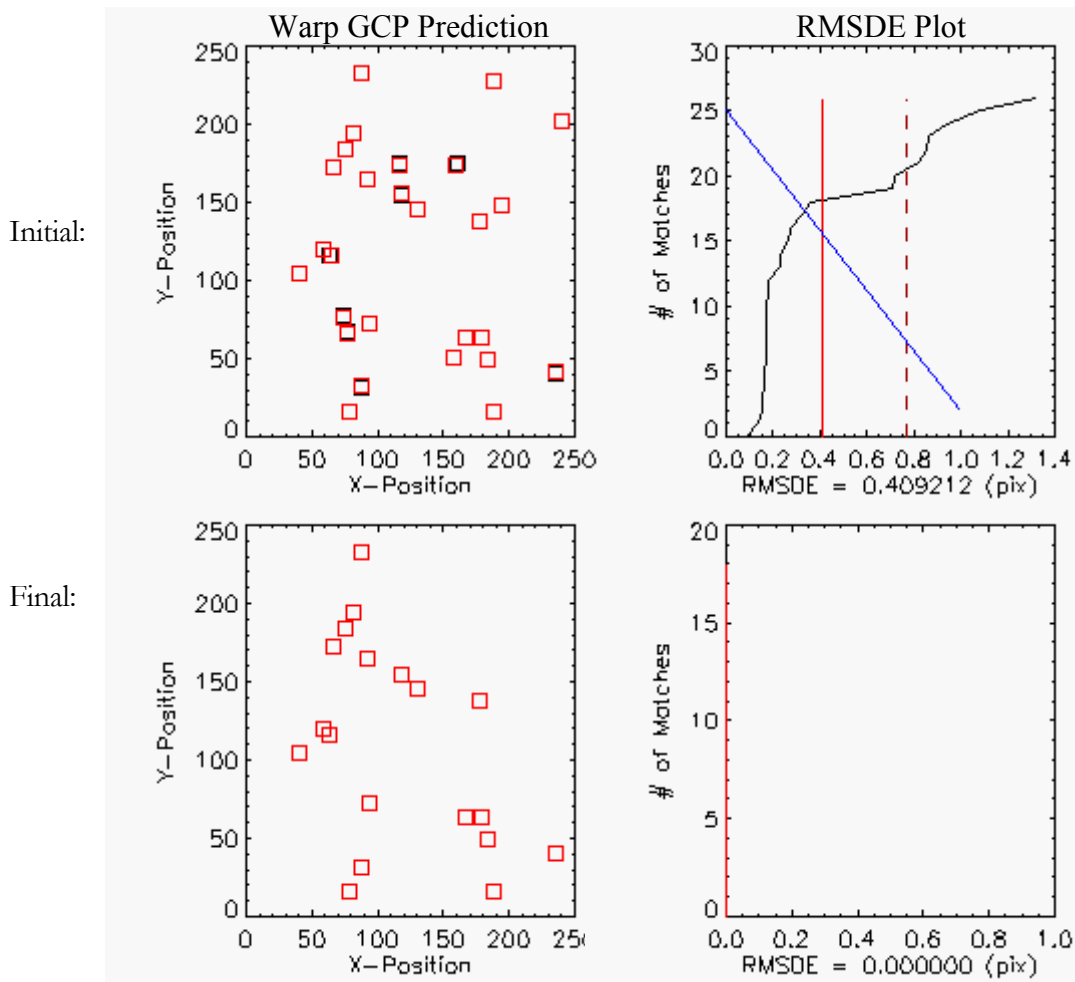 Warp GCP Prediction
RMSDE Plot
Initial:
Y-Position
250
200
150
100
50
0
0 50 100 150 200 250
X-Position
# of Matches
30
25
20
15
10
5
0
0.0 0.2 0.4 0.6 0.8 1.0 1.2 1.4
RMSDE = 0.409212 (pix)
Final:
Y-Position
250
200
150
100
50
0
0 50 100 150 200 25
X-Position
# of Matches
20
15
10
5
0
0.0 0.2 0.4 0.6 0.8 1.0
RMSDE = 0.000000 (pix)